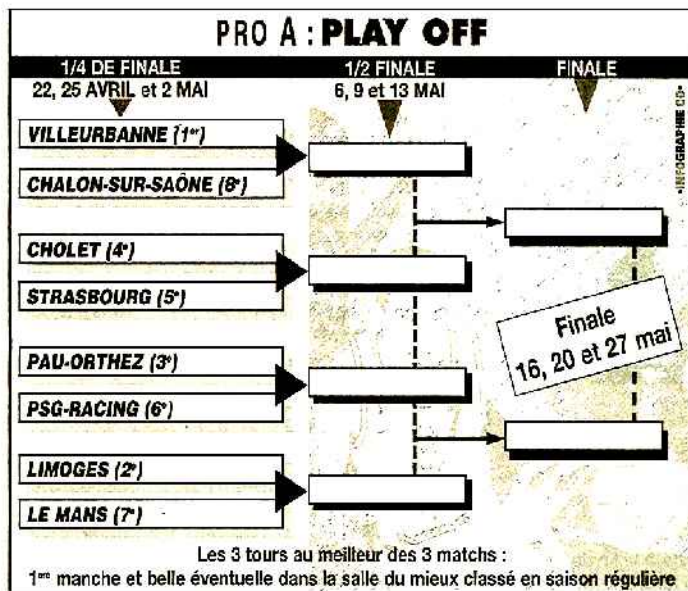 PRO A : PLAY OFF
1/4 DE FINALE
22, 25 AVRIL et 2 MAI
1/2 FINALE
6, 9 et 13 MAI
FINALE
VILLEURBANNE (1er)
CHALON-SUR-SAÔNE (8e)
CHOLET (4e)
STRASBOURG (5e)
PAU-ORTHEZ (3e)
PSG-RACING (6e)
LIMOGES (2e)
LE MANS (7e)
Finale
16, 20 et 27 mai
INFOGRAPHIE CO
Les 3 tours au meilleur des 3 matchs :
1ère manche et belle éventuelle dans la salle du mieux classé en saison régulière